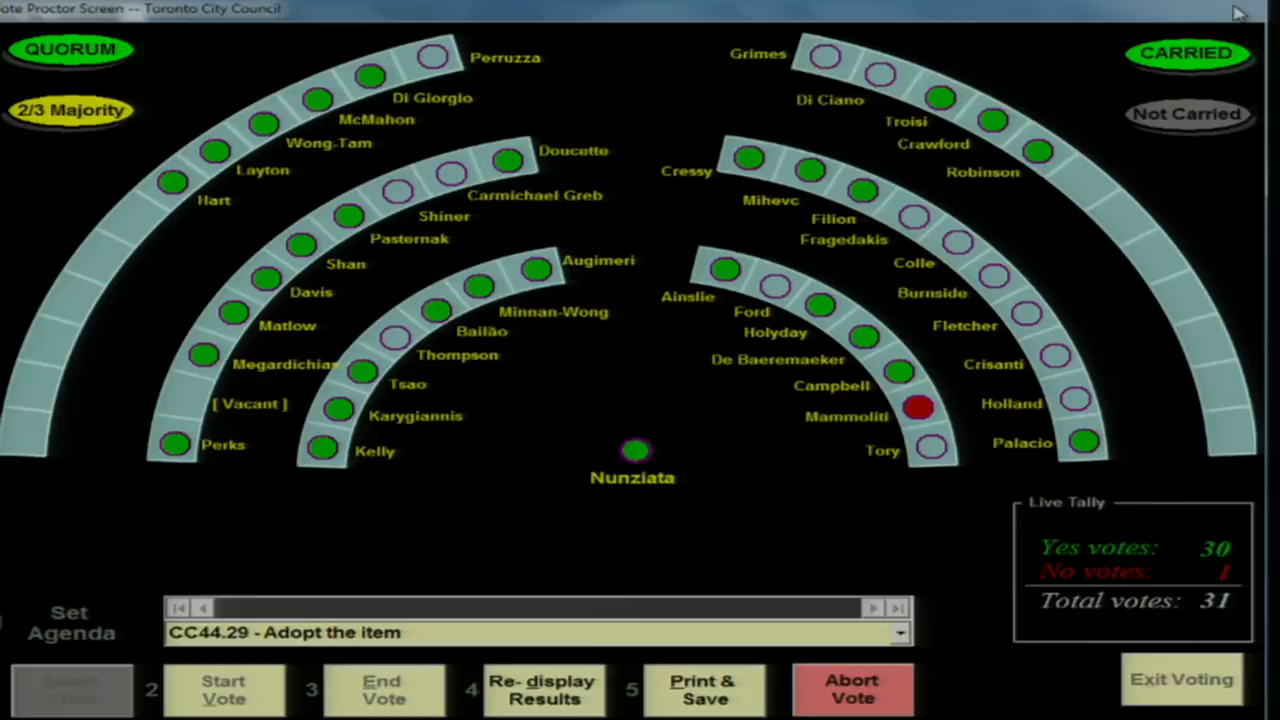 ote Proctor Screen -- Toronto City Council
QUORUM
2/3 Majority
CARRIED
Not Carried
Perruzza
Di Giorgio
McMahon
Wong-Tam
Layton
Hart
Doucette
Carmichael Greb
Shiner
Pasternak
Shan
Davis
Matlow
Megardichian
[ Vacant ]
Perks
Augimeri
Minnan-Wong
Bailão
Thompson
Tsao
Karygiannis
Kelly
Grimes
Di Ciano
Troisi
Crawford
Robinson
Cressy
Mihevc
Filion
Fragedakis
Colle
Burnside
Fletcher
Crisanti
Holland
Palacio
Ainslie
Ford
Holyday
De Baeremaeker
Campbell
Mammoliti
Tory
Nunziata
Live Tally
Yes votes: 30
No votes: 1
Total votes: 31
Set
Agenda
CC44.29 - Adopt the item
2 Start
Vote
3 End
Vote
4 Re-display
Results
5 Print &
Save
Abort
Vote
Exit Voting